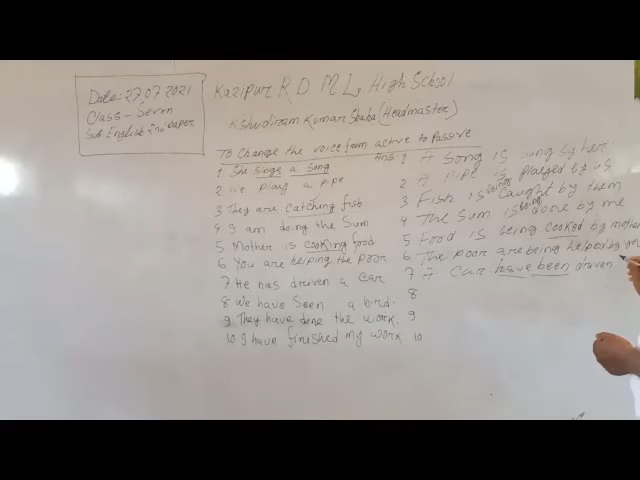 Date: 27.07.2021
Class - Seven
Sub English 2nd paper
Kazipur R D M L High School
Kshudiram Kumar Shaha (Headmaster)
To Change the voice from active to Passive
1 She sings a song
2 We play a pipe
3 They are catching fish
4 I am doing the Sum
5 Mother is cooking food
6 You are helping the poor
7 He has driven a car
8 We have seen a bird.
9 They have done the work.
10 I have finished my work
Ans 1 A Song is sung by her
2 A Pipe is played by us
3 Fish is being caught by them
4 The Sum is being done by me
5 Food is being cooked by mother
6 The poor are being helped by you
7 A Car have been driven
8
9
10